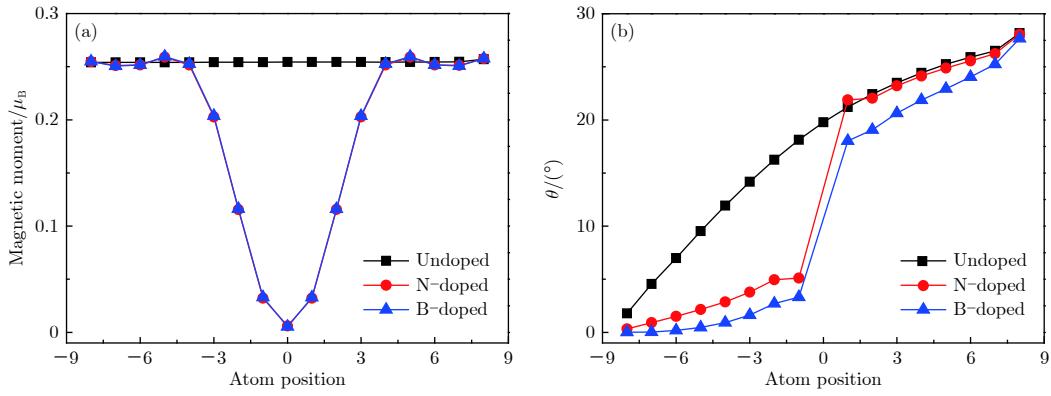 (a)
0.3
0.2
0.1
0
Magnetic moment/μB
Undoped
N-doped
B-doped
−9 −6 −3 0 3 6 9
Atom position
(b)
30
20
10
0
θ/(°)
Undoped
N-doped
B-doped
−9 −6 −3 0 3 6 9
Atom position